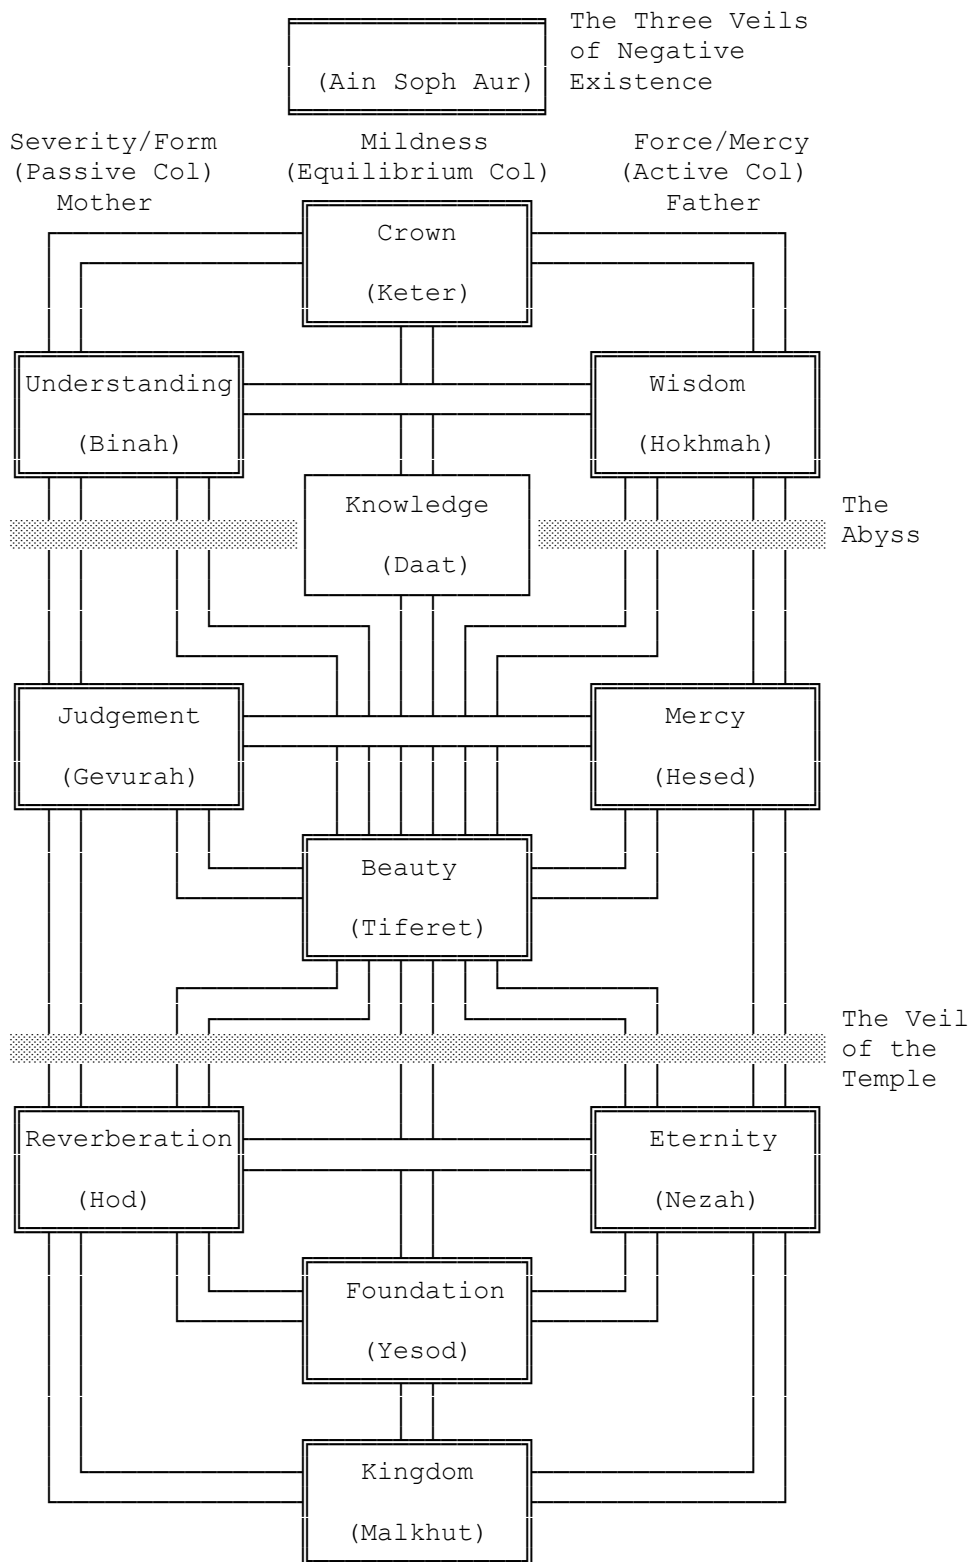 The Three Veils
of Negative
(Ain Soph Aur) Existence
Severity/Form Mildness Force/Mercy
(Passive Col) (Equilibrium Col) (Active Col)
Mother Father
Crown
(Keter)
Understanding Wisdom
(Binah) (Hokhmah)
Knowledge The
Abyss
(Daat)
Judgement Mercy
(Gevurah) (Hesed)
Beauty
(Tiferet)
The Veil
of the
Temple
Reverberation Eternity
(Hod) (Nezah)
Foundation
(Yesod)
Kingdom
(Malkhut)